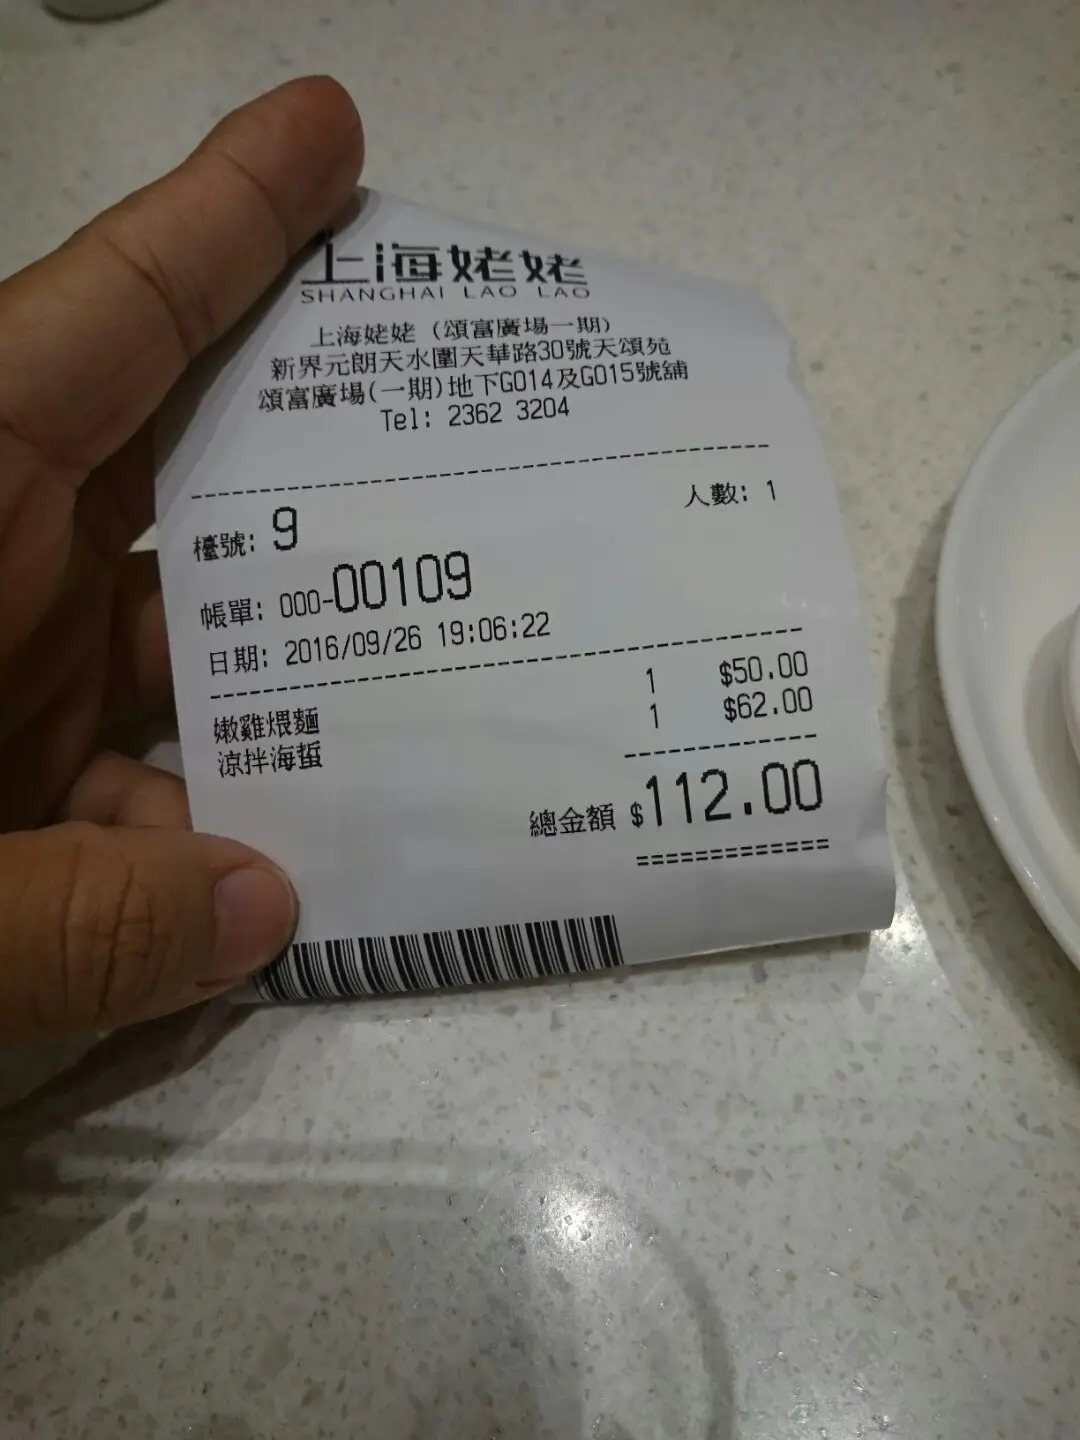 上海姥姥
SHANGHAI LAO LAO
上海姥姥 (頌富廣場一期)
新界元朗天水圍天華路30號天頌苑
頌富廣場(一期)地下G014及G015號舖
Tel: 2362 3204
檯號: 9 人數: 1
帳單: 000-00109
日期: 2016/09/26 19:06:22
嫩雞煨麵 1 $50.00
涼拌海蜇 1 $62.00
總金額 $112.00